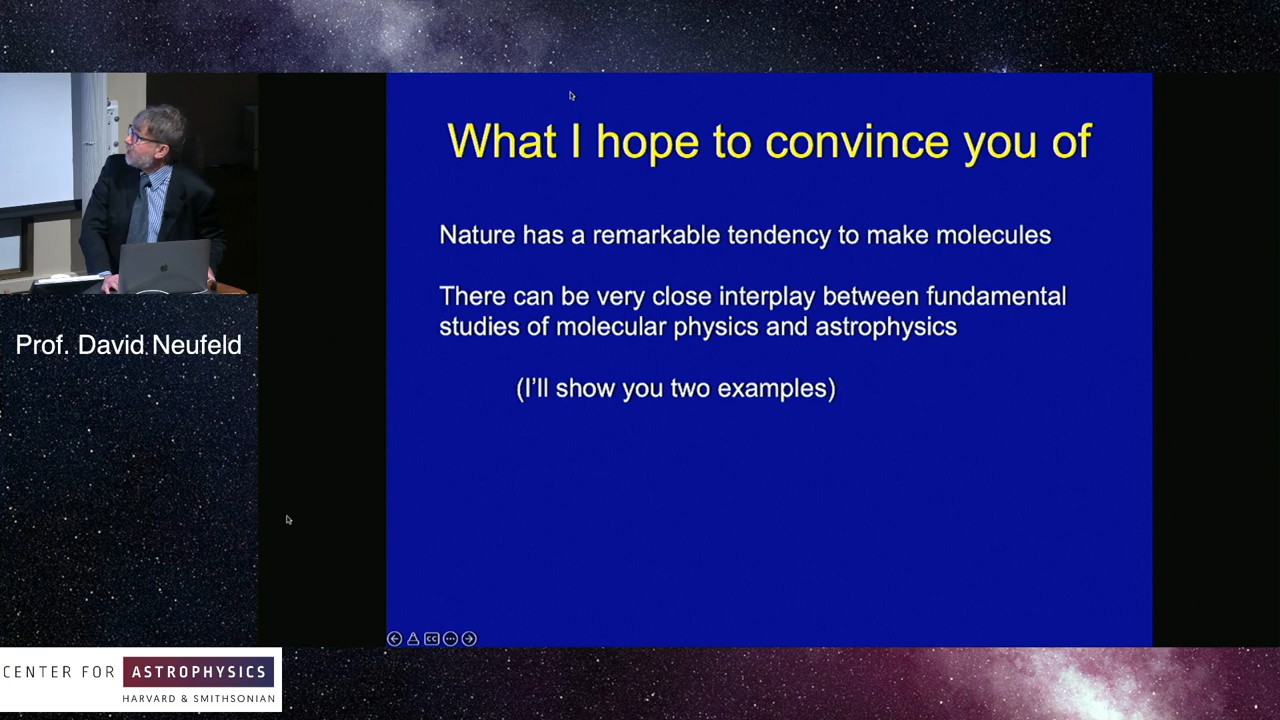 What I hope to convince you of
Nature has a remarkable tendency to make molecules
There can be very close interplay between fundamental
studies of molecular physics and astrophysics
(I'll show you two examples)
Prof. David Neufeld
CC
CENTER FOR ASTROPHYSICS
HARVARD & SMITHSONIAN